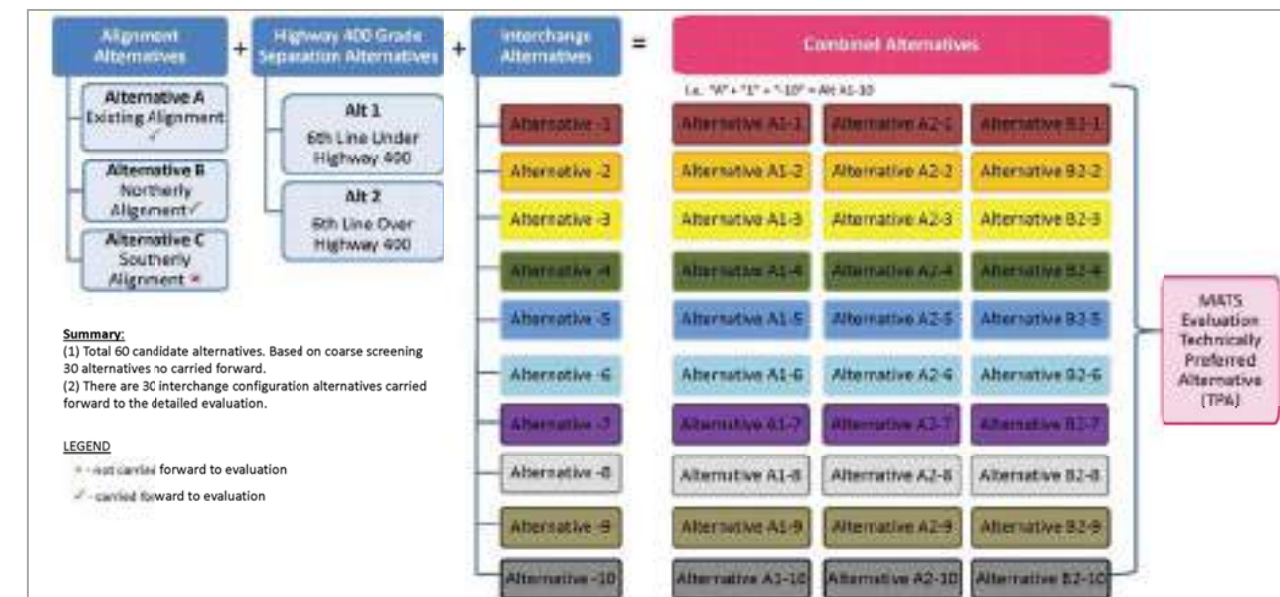 Alignment
Alternatives
+
Highway 400 Grade
Separation Alternatives
+
Interchange
Alternatives
=
Combined Alternatives
i.e. "A" + "1" + "-10" = Alt A1-10
Alternative A
Existing Alignment
✓
Alternative B
Northerly
Alignment ✓
Alternative C
Southerly
Alignment ×
Alt 1
6th Line Under
Highway 400
Alt 2
6th Line Over
Highway 400
Alternative -1
Alternative A1-1
Alternative A2-1
Alternative B2-1
Alternative -2
Alternative A1-2
Alternative A2-2
Alternative B2-2
Alternative -3
Alternative A1-3
Alternative A2-3
Alternative B2-3
Alternative -4
Alternative A1-4
Alternative A2-4
Alternative B2-4
Alternative -5
Alternative A1-5
Alternative A2-5
Alternative B2-5
Alternative -6
Alternative A1-6
Alternative A2-6
Alternative B2-6
Alternative -7
Alternative A1-7
Alternative A2-7
Alternative B2-7
Alternative -8
Alternative A1-8
Alternative A2-8
Alternative B2-8
Alternative -9
Alternative A1-9
Alternative A2-9
Alternative B2-9
Alternative -10
Alternative A1-10
Alternative A2-10
Alternative B2-10
MATS
Evaluation
Technically
Preferred
Alternative
(TPA)
Summary:
(1) Total 60 candidate alternatives. Based on coarse screening
30 alternatives no carried forward.
(2) There are 30 interchange configuration alternatives carried
forward to the detailed evaluation.
LEGEND
× - not carried forward to evaluation
✓ - carried forward to evaluation